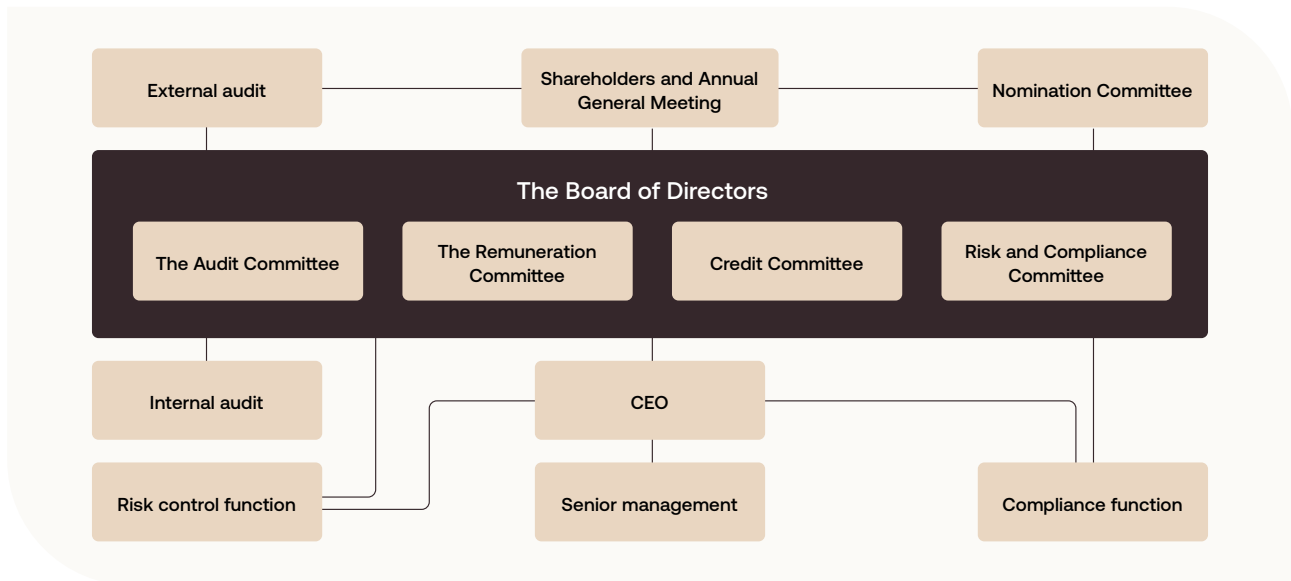 External audit
Shareholders and Annual
General Meeting
Nomination Committee
The Board of Directors
The Audit Committee
The Remuneration
Committee
Credit Committee
Risk and Compliance
Committee
Internal audit
CEO
Risk control function
Senior management
Compliance function